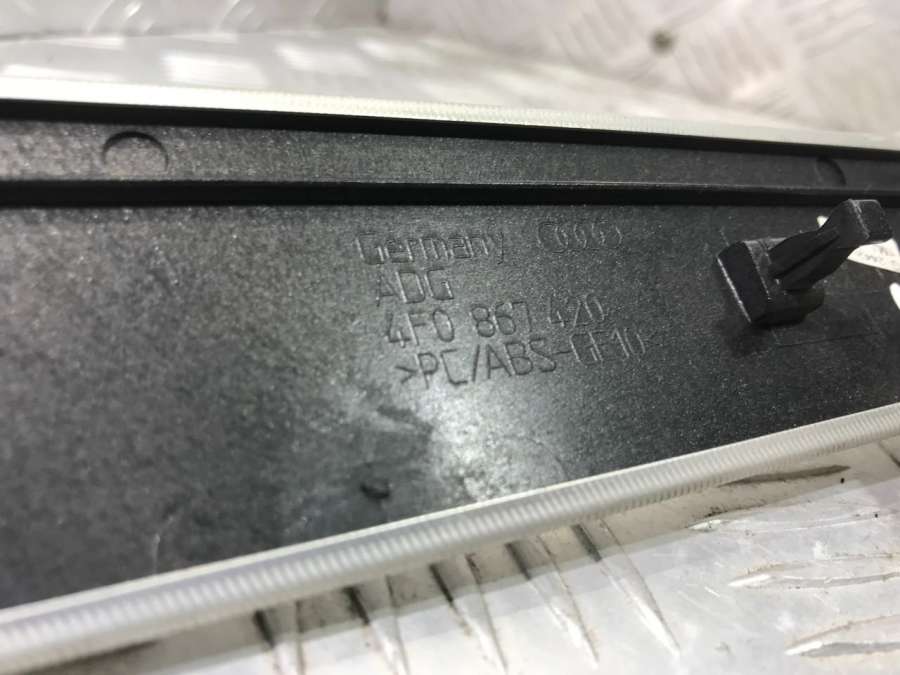 Germany
ADG
4F0 867 420
>PC/ABS-GF10